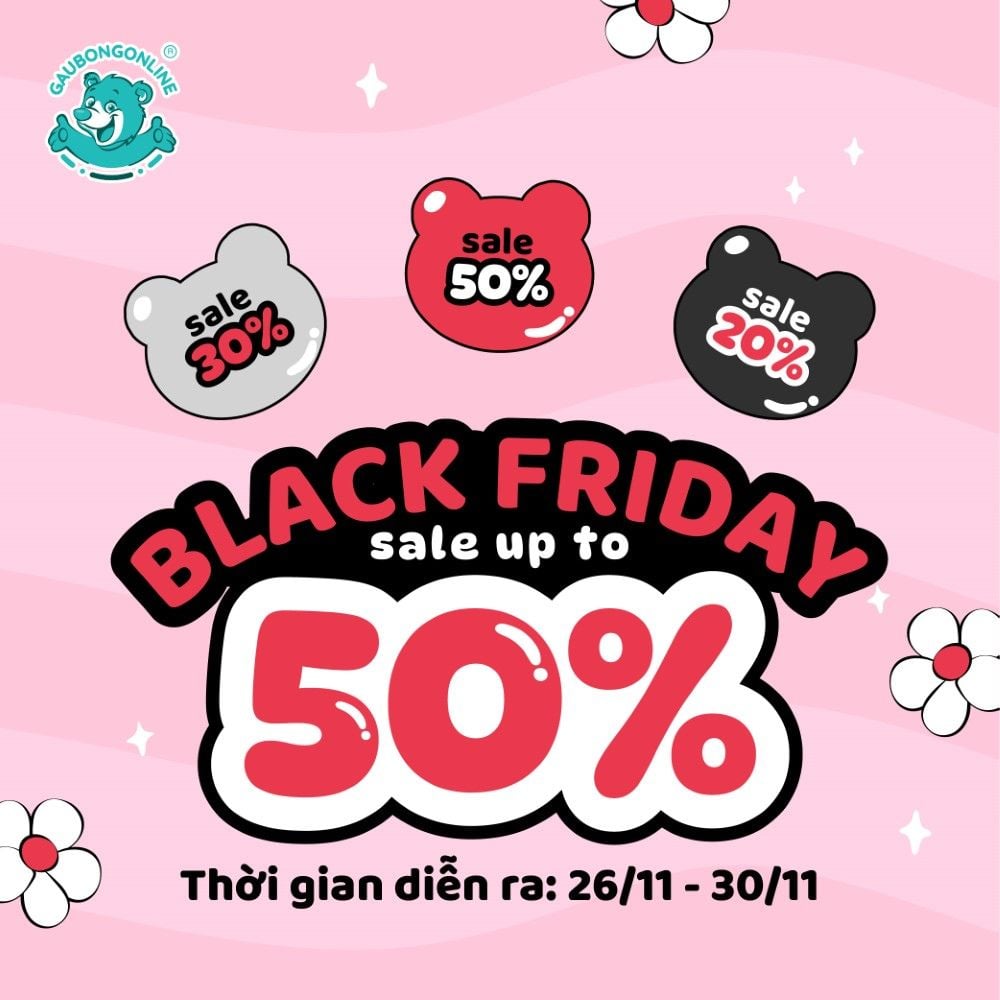 GAUBONGONLINE®
sale
50%
sale
30%
sale
20%
BLACK FRIDAY
sale up to
50%
Thời gian diễn ra: 26/11 - 30/11